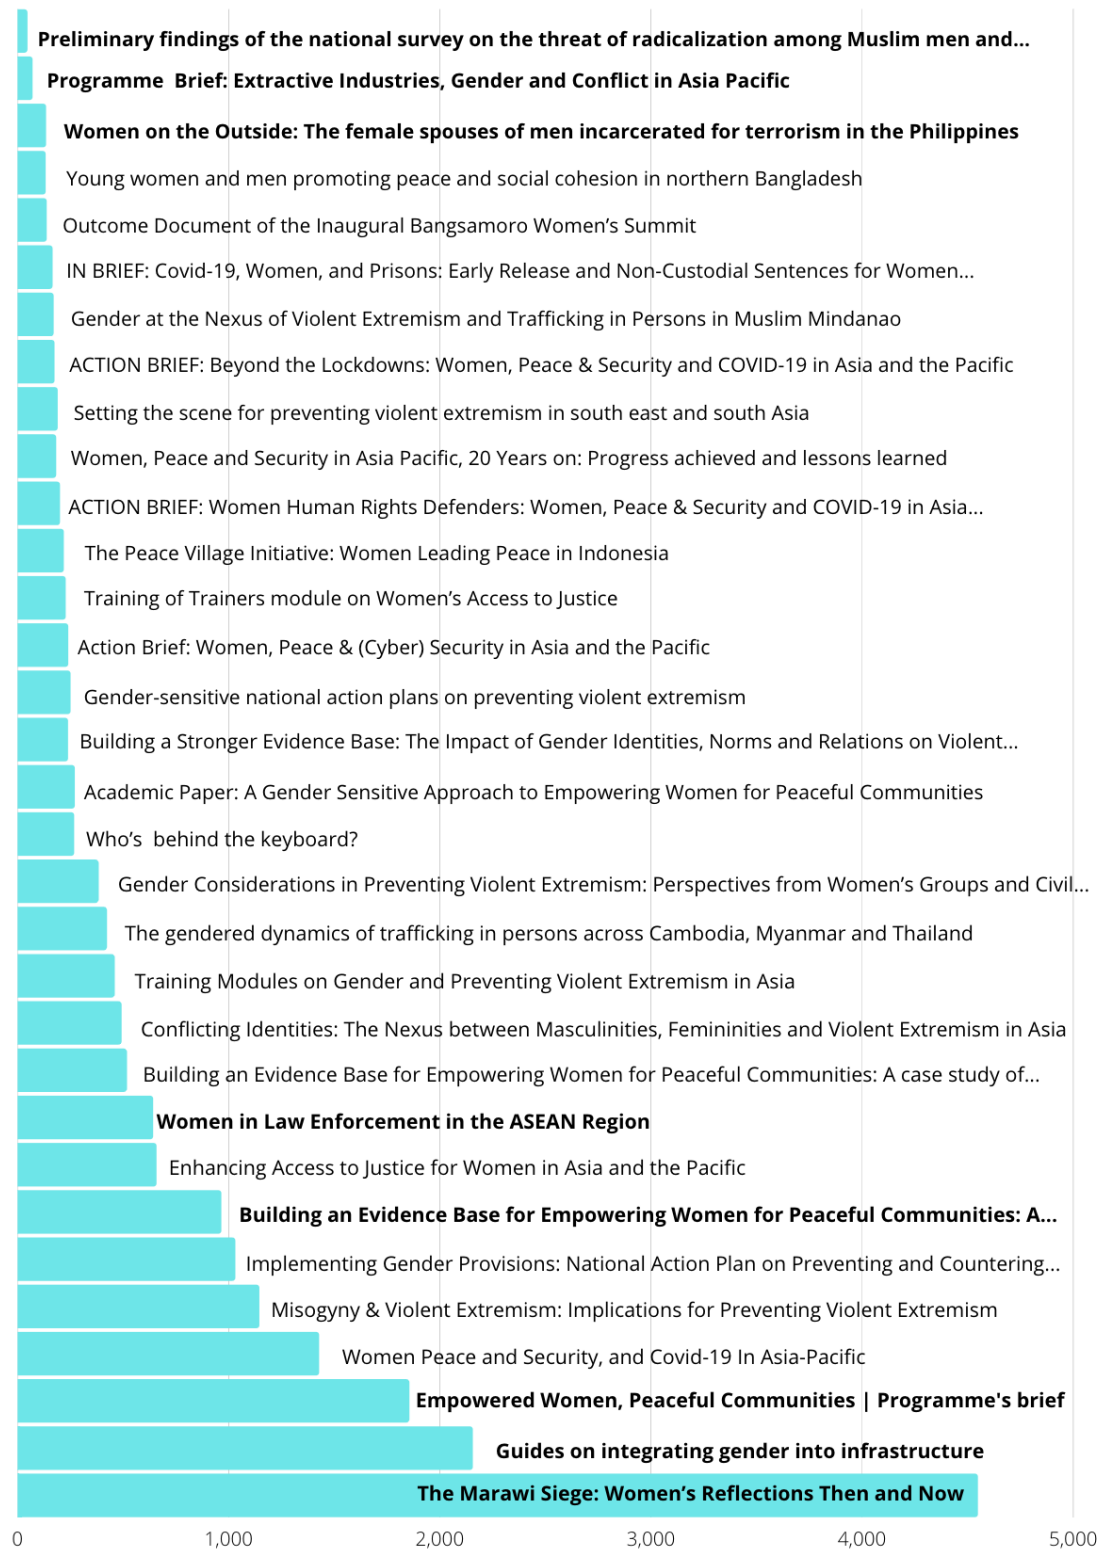 Preliminary findings of the national survey on the threat of radicalization among Muslim men and...
Programme  Brief: Extractive Industries, Gender and Conflict in Asia Pacific
Women on the Outside: The female spouses of men incarcerated for terrorism in the Philippines
Young women and men promoting peace and social cohesion in northern Bangladesh
Outcome Document of the Inaugural Bangsamoro Women’s Summit
IN BRIEF: Covid-19, Women, and Prisons: Early Release and Non-Custodial Sentences for Women...
Gender at the Nexus of Violent Extremism and Trafficking in Persons in Muslim Mindanao
ACTION BRIEF: Beyond the Lockdowns: Women, Peace & Security and COVID-19 in Asia and the Pacific
Setting the scene for preventing violent extremism in south east and south Asia
Women, Peace and Security in Asia Pacific, 20 Years on: Progress achieved and lessons learned
ACTION BRIEF: Women Human Rights Defenders: Women, Peace & Security and COVID-19 in Asia...
The Peace Village Initiative: Women Leading Peace in Indonesia
Training of Trainers module on Women’s Access to Justice
Action Brief: Women, Peace & (Cyber) Security in Asia and the Pacific
Gender-sensitive national action plans on preventing violent extremism
Building a Stronger Evidence Base: The Impact of Gender Identities, Norms and Relations on Violent...
Academic Paper: A Gender Sensitive Approach to Empowering Women for Peaceful Communities
Who’s  behind the keyboard?
Gender Considerations in Preventing Violent Extremism: Perspectives from Women’s Groups and Civil...
The gendered dynamics of trafficking in persons across Cambodia, Myanmar and Thailand
Training Modules on Gender and Preventing Violent Extremism in Asia
Conflicting Identities: The Nexus between Masculinities, Femininities and Violent Extremism in Asia
Building an Evidence Base for Empowering Women for Peaceful Communities: A case study of...
Women in Law Enforcement in the ASEAN Region
Enhancing Access to Justice for Women in Asia and the Pacific
Building an Evidence Base for Empowering Women for Peaceful Communities: A...
Implementing Gender Provisions: National Action Plan on Preventing and Countering...
Misogyny & Violent Extremism: Implications for Preventing Violent Extremism
Women Peace and Security, and Covid-19 In Asia-Pacific
Empowered Women, Peaceful Communities | Programme's brief
Guides on integrating gender into infrastructure
The Marawi Siege: Women’s Reflections Then and Now
0 1,000 2,000 3,000 4,000 5,000